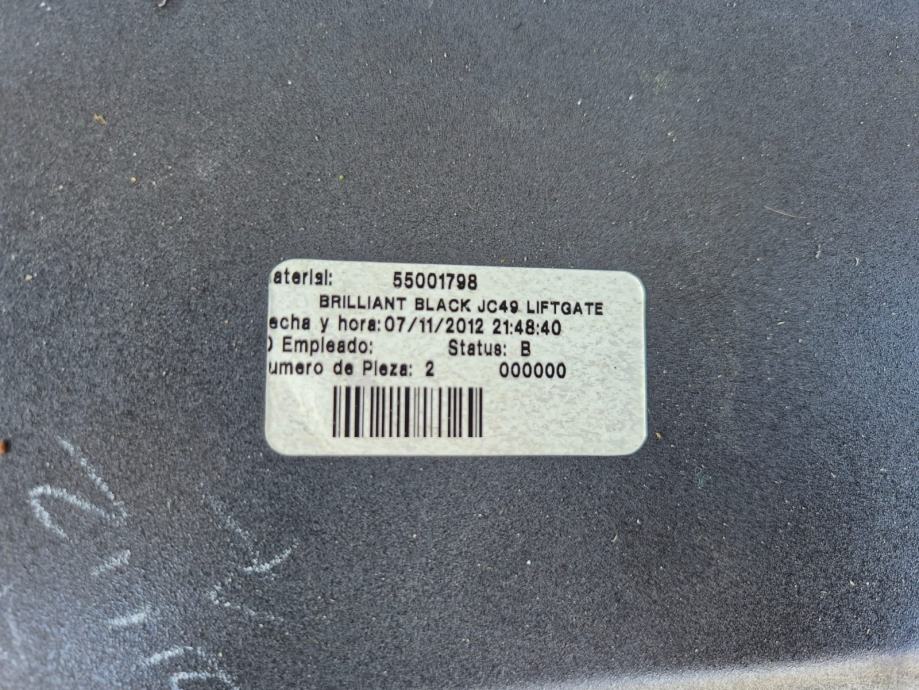 aterial: 55001798
BRILLIANT BLACK JC49 LIFTGATE
echa y hora: 07/11/2012 21:48:40
D Empleado: Status: B
umero de Pieza: 2 000000